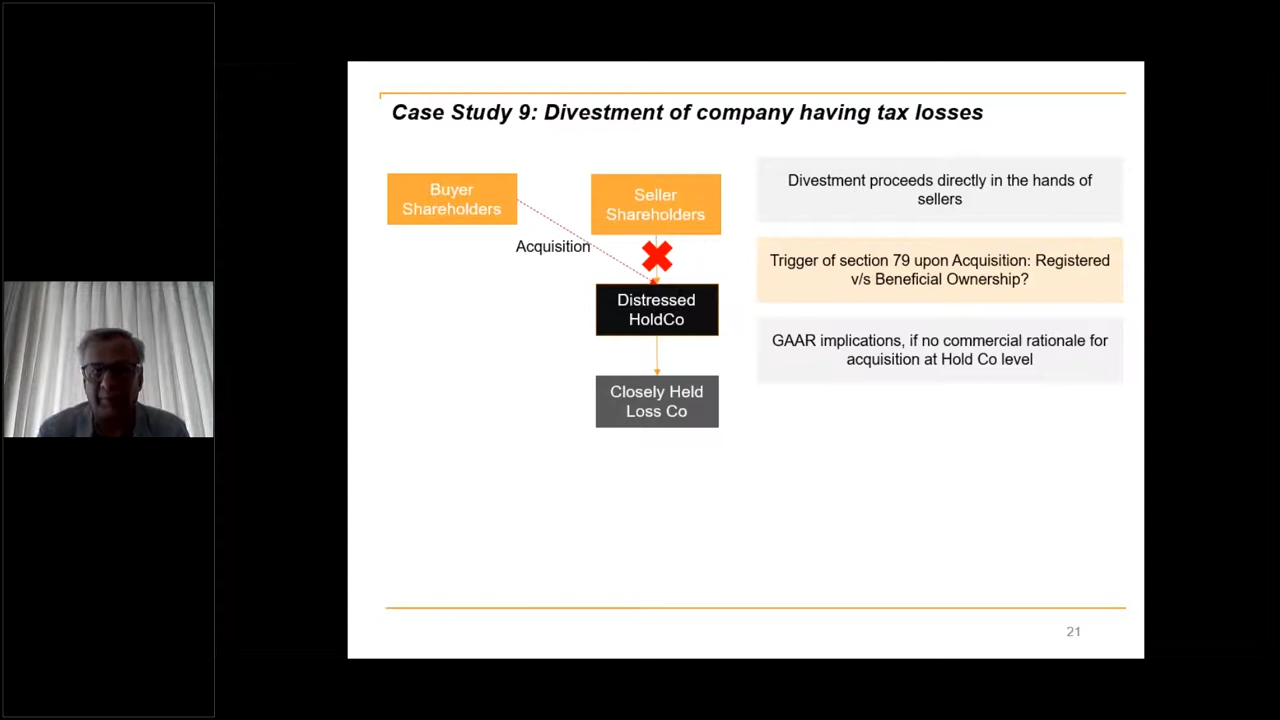 Case Study 9: Divestment of company having tax losses
Buyer
Shareholders
Seller
Shareholders
Acquisition
Distressed
HoldCo
Closely Held
Loss Co
Divestment proceeds directly in the hands of
sellers
Trigger of section 79 upon Acquisition: Registered
v/s Beneficial Ownership?
GAAR implications, if no commercial rationale for
acquisition at Hold Co level
21